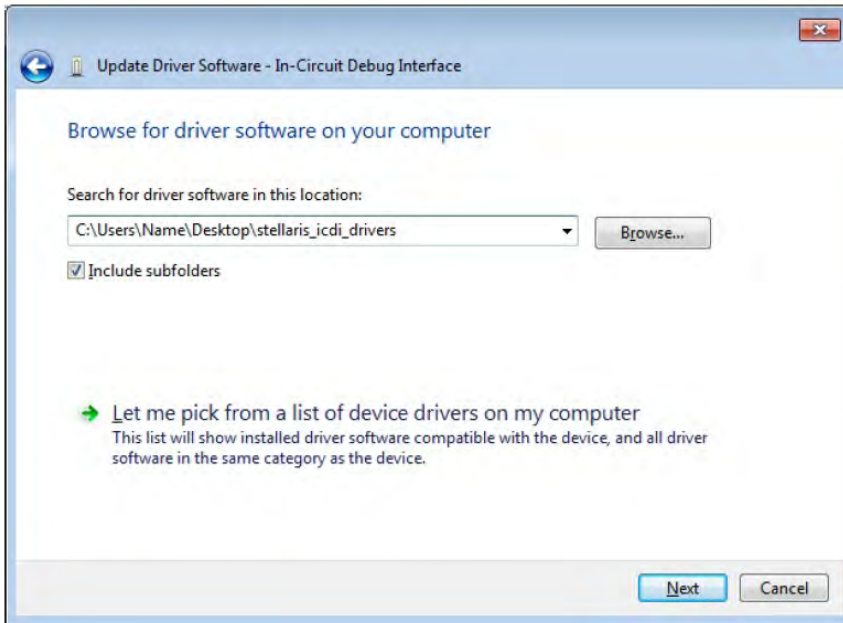 Update Driver Software - In-Circuit Debug Interface
Browse for driver software on your computer
Search for driver software in this location:
C:\Users\Name\Desktop\stellaris_icdi_drivers
Browse...
Include subfolders
Let me pick from a list of device drivers on my computer
This list will show installed driver software compatible with the device, and all driver
software in the same category as the device.
Next
Cancel